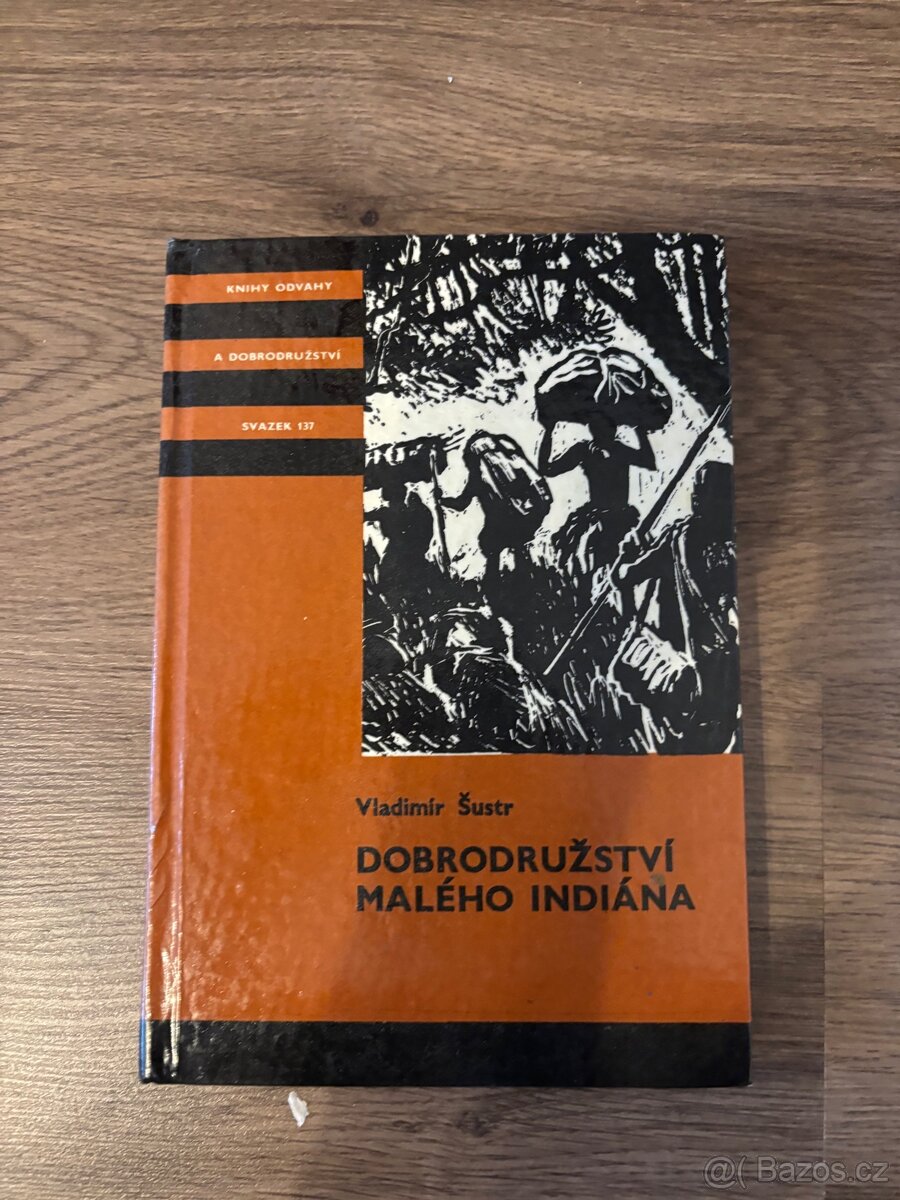 KNIHY ODVAHY
A DOBRODRUŽSTVÍ
SVAZEK 137
Vladimír Šustr
DOBRODRUŽSTVÍ
MALÉHO INDIÁNA
@( Bazos.cz